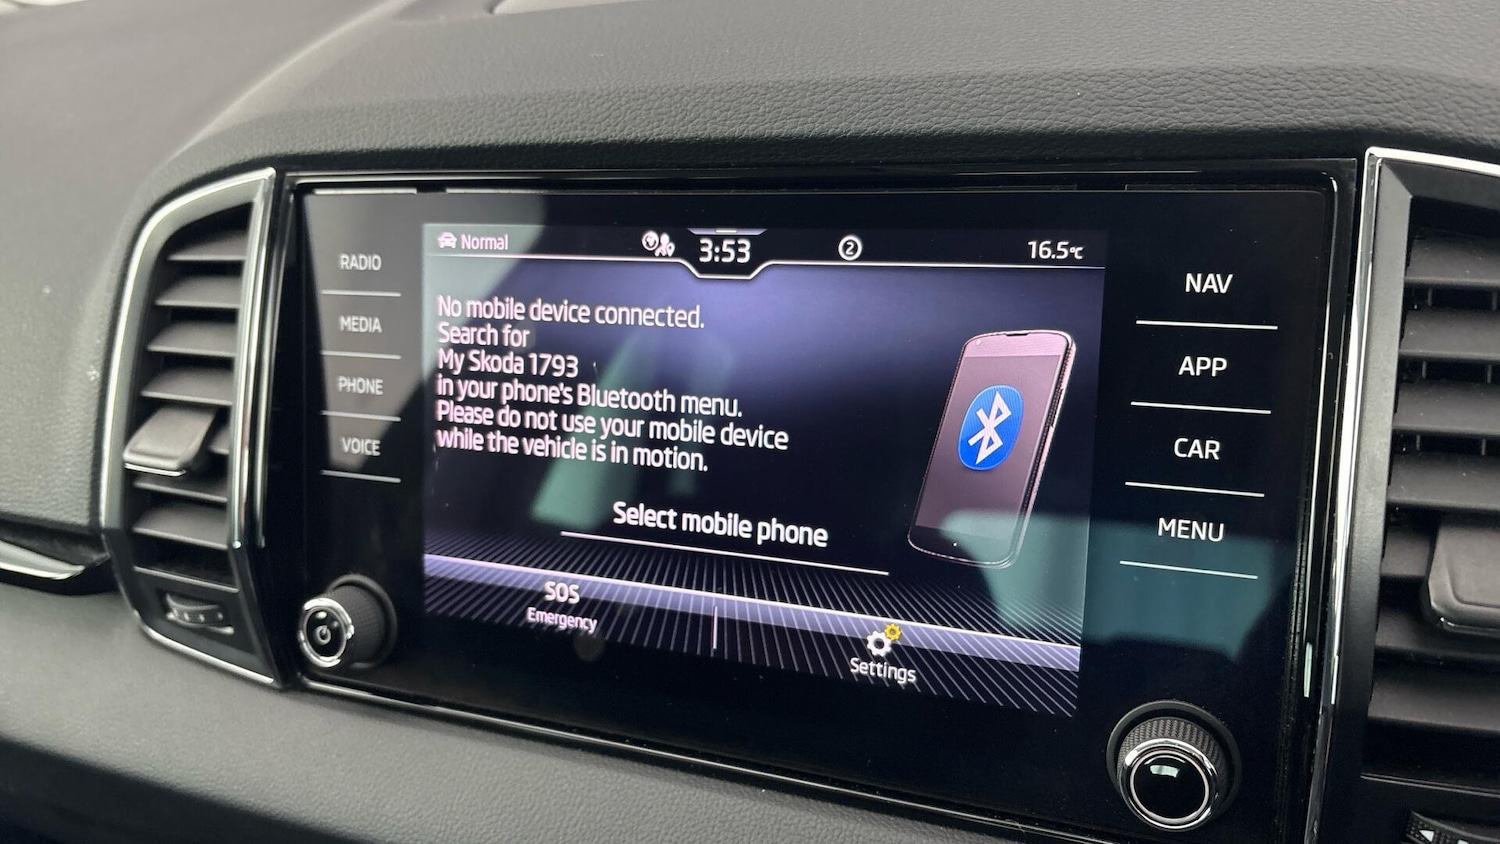 Normal
3:53
2
16.5°C
RADIO
MEDIA
PHONE
VOICE
No mobile device connected.
Search for
My Skoda 1793
in your phone's Bluetooth menu.
Please do not use your mobile device
while the vehicle is in motion.
Select mobile phone
SOS
Emergency
Settings
NAV
APP
CAR
MENU